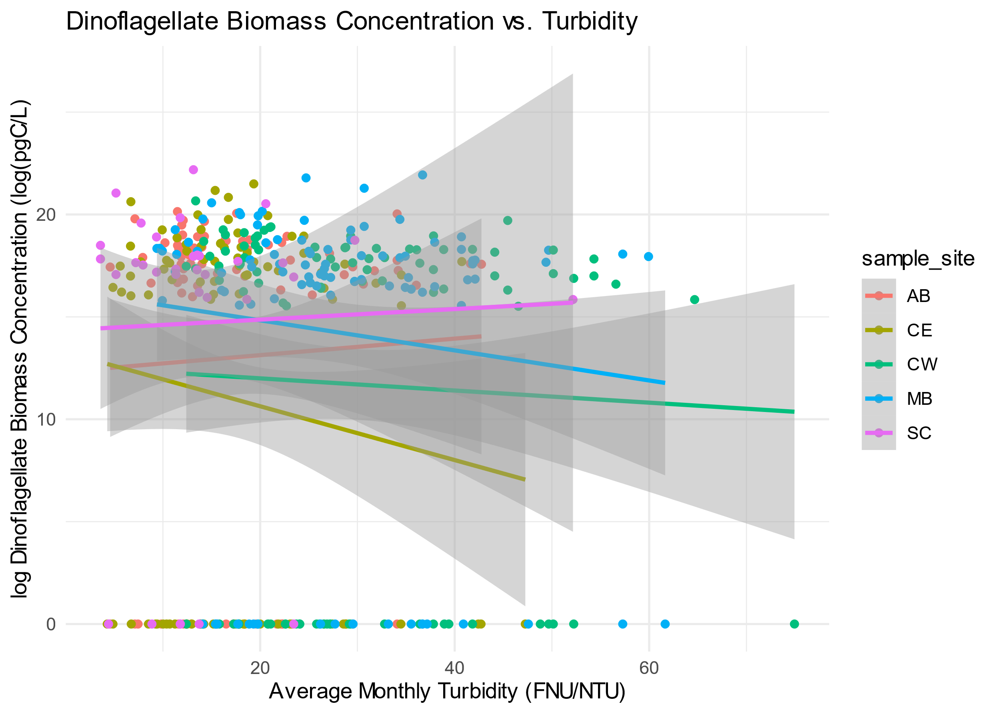 Dinoflagellate Biomass Concentration vs. Turbidity
log Dinoflagellate Biomass Concentration (log(pgC/L)
20
10
0
20
40
60
Average Monthly Turbidity (FNU/NTU)
sample_site
AB
CE
CW
MB
SC